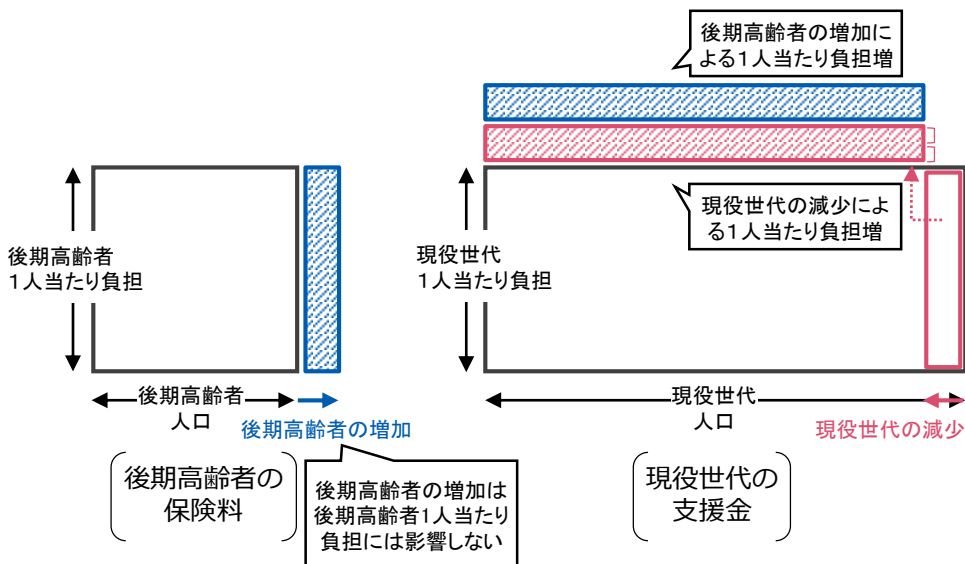 後期高齢者の増加に
よる1人当たり負担増
現役世代の減少によ
る1人当たり負担増
後期高齢者
1人当たり負担
現役世代
1人当たり負担
後期高齢者
人口
後期高齢者の増加
現役世代
人口
現役世代の減少
後期高齢者の
保険料
後期高齢者の増加は
後期高齢者1人当たり
負担には影響しない
現役世代の
支援金